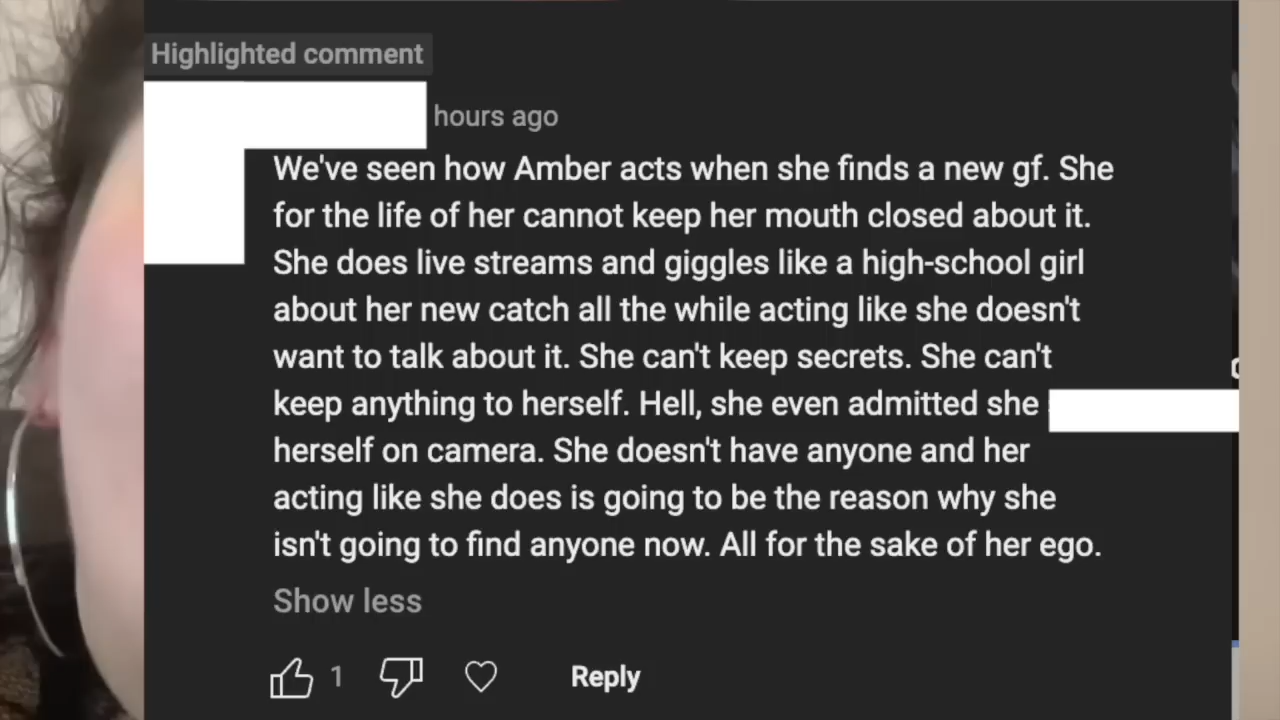 Highlighted comment
hours ago
We've seen how Amber acts when she finds a new gf. She
for the life of her cannot keep her mouth closed about it.
She does live streams and giggles like a high-school girl
about her new catch all the while acting like she doesn't
want to talk about it. She can't keep secrets. She can't
keep anything to herself. Hell, she even admitted she
herself on camera. She doesn't have anyone and her
acting like she does is going to be the reason why she
isn't going to find anyone now. All for the sake of her ego.
Show less
1
Reply